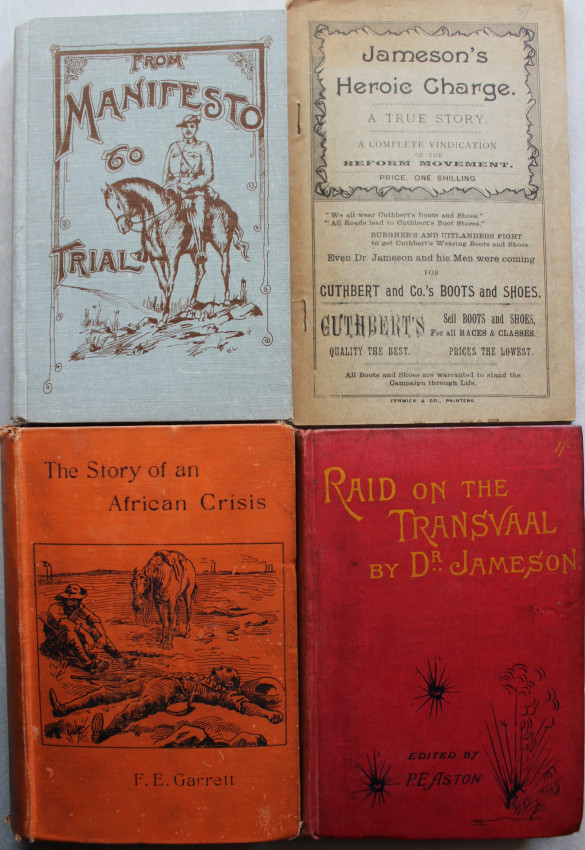 FROM
MANIFESTO
TO
TRIAL
5/-
Jameson's
Heroic Charge.
A TRUE STORY.
A COMPLETE VINDICATION
OF THE
REFORM MOVEMENT.
PRICE, ONE SHILLING
"We all wear Cuthbert's Boots and Shoes."
"All Roads lead to Cuthbert's Boot Stores."
BURGHERS AND UITLANDERS FIGHT
to get Cuthbert's Wearing Boots and Shoes.
Even Dr. Jameson and his Men were coming
FOR
CUTHBERT and Co.'s BOOTS and SHOES.
CUTHBERT'S Sell BOOTS and SHOES,
For all RACES & CLASSES.
QUALITY THE BEST. PRICES THE LOWEST.
All Boots and Shoes are warranted to stand the
Campaign through Life.
FENWICK & CO., PRINTERS.
The Story of an
African Crisis
F. E. Garrett
1/-
RAID ON THE
TRANSVAAL
BY DR. JAMESON.
EDITED BY
P.E. ASTON